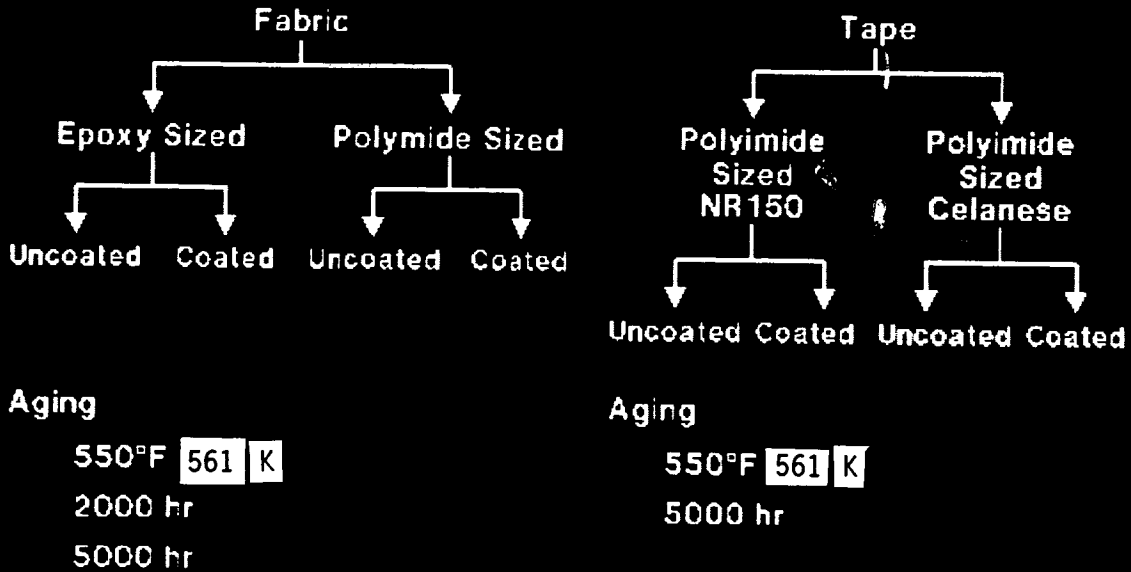 Fabric
Epoxy Sized
Polymide Sized
Uncoated
Coated
Uncoated
Coated
Aging
550°F 561 K
2000 hr
5000 hr
Tape
Polyimide
Sized
NR150
Polyimide
Sized
Celanese
Uncoated
Coated
Uncoated
Coated
Aging
550°F 561 K
5000 hr